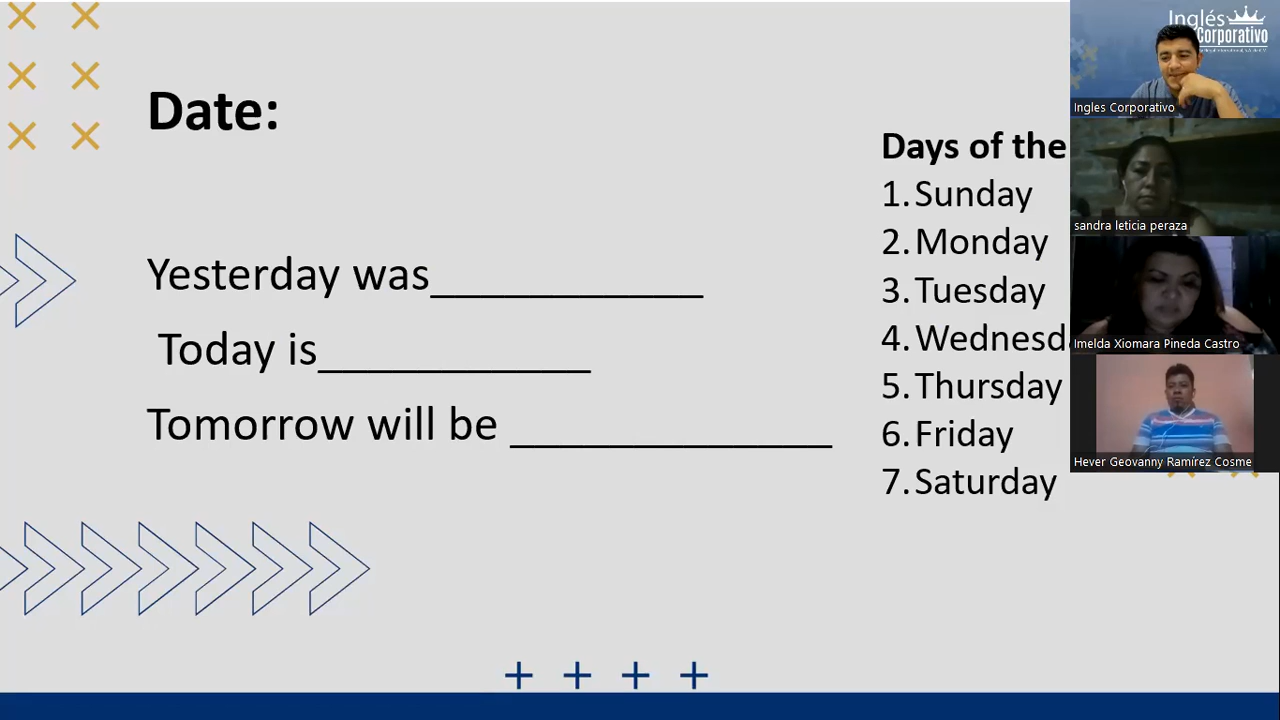 Date:
Yesterday was____________
Today is____________
Tomorrow will be ______________
Days of the
1. Sunday
2. Monday
3. Tuesday
4. Wednesd
5. Thursday
6. Friday
7. Saturday
Inglés
Corporativo
Ingles Corporativo
sandra leticia peraza
Imelda Xiomara Pineda Castro
Hever Geovanny Ramírez Cosme